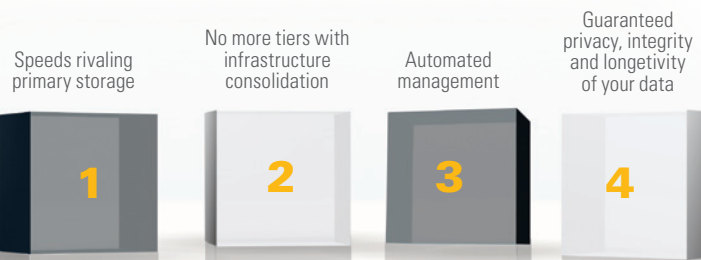 Speeds rivaling
primary storage
No more tiers with
infrastructure
consolidation
Automated
management
Guaranteed
privacy, integrity
and longetivity
of your data
1
2
3
4